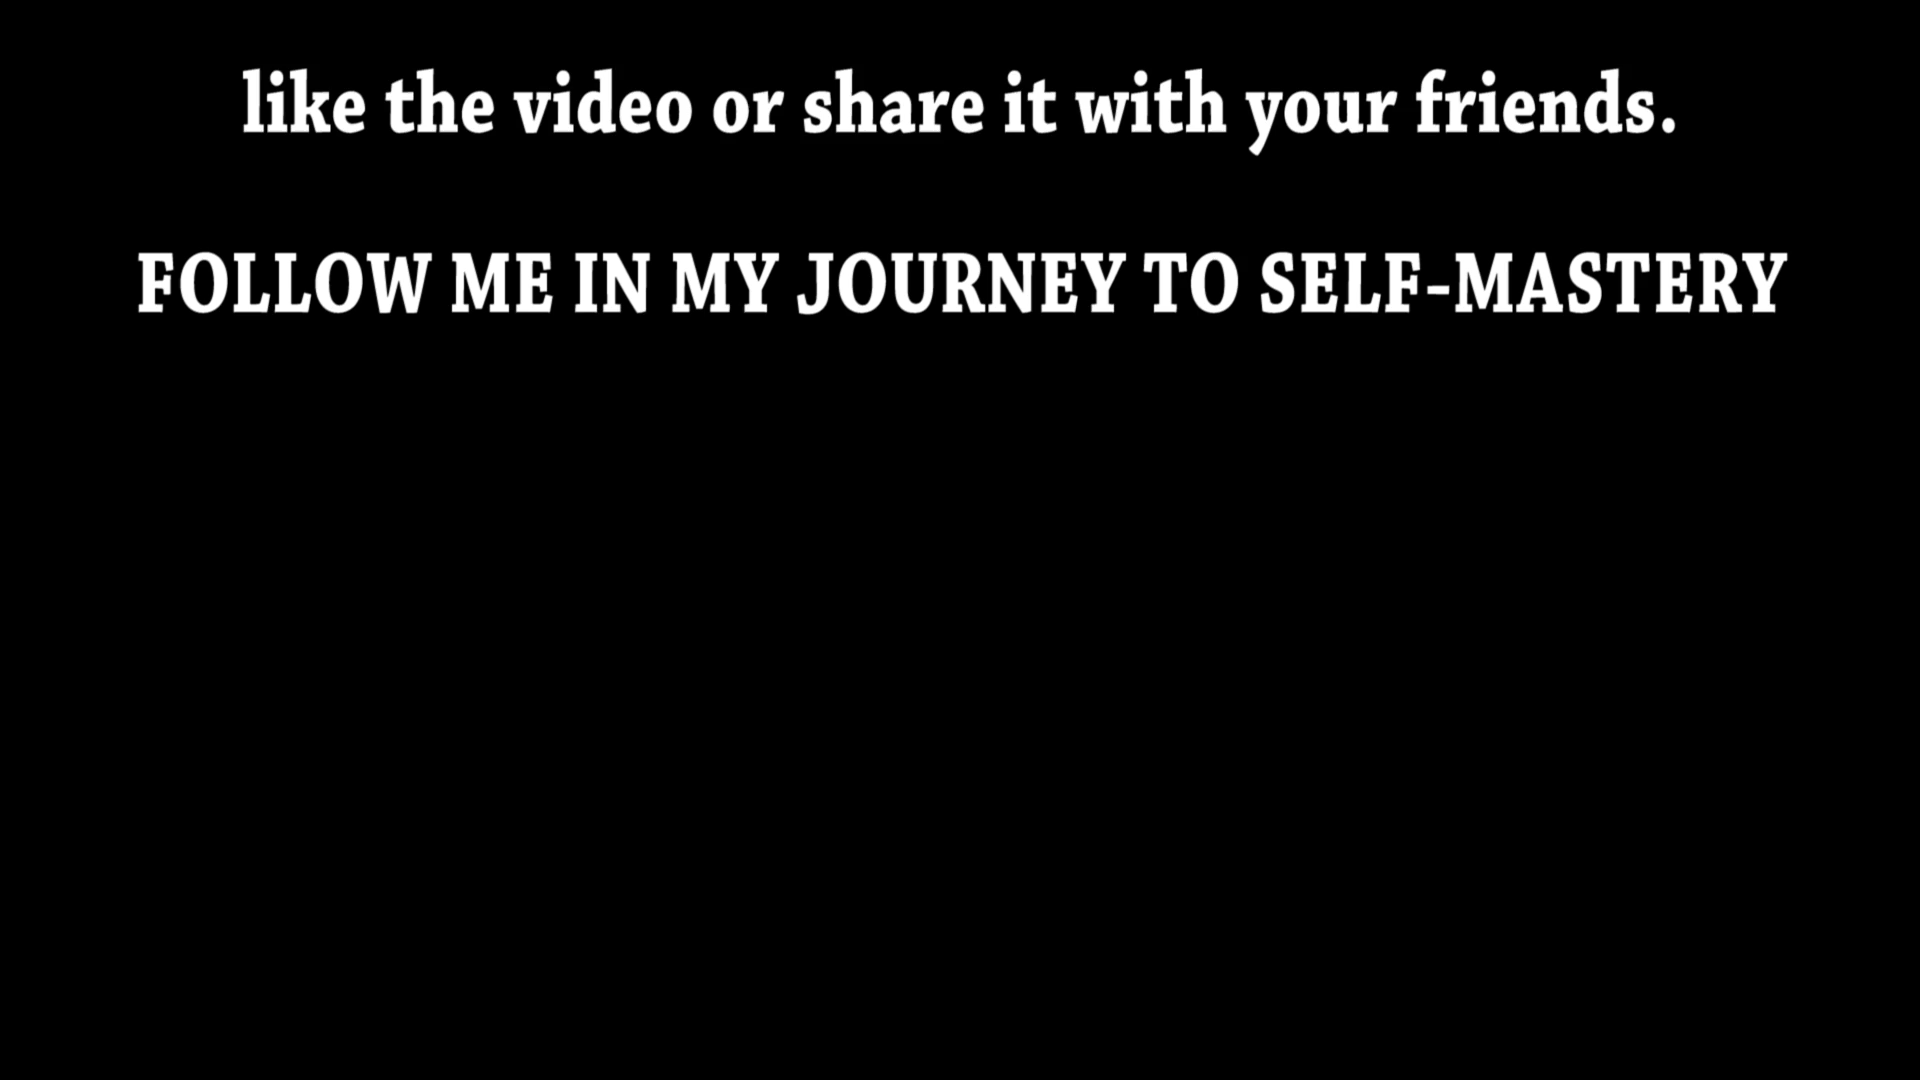 like the video or share it with your friends.
FOLLOW ME IN MY JOURNEY TO SELF-MASTERY